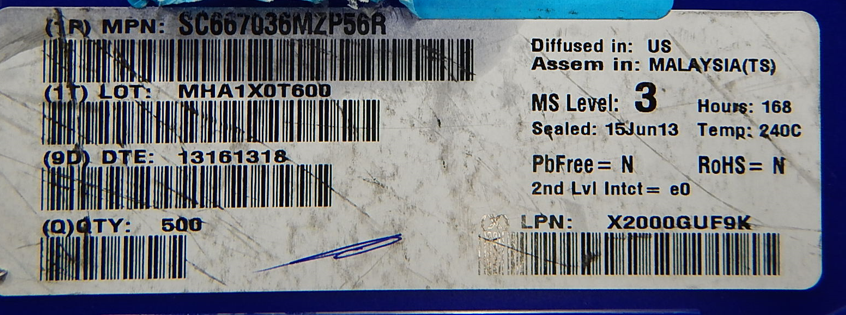 (1P) MPN: SC667036MZP56R
(1T) LOT: MHA1X0T600
(9D) DTE: 13161318
(Q)QTY: 500
Diffused in: US
Assem in: MALAYSIA(TS)
MS Level: 3 Hours: 168
Sealed: 15Jun13 Temp: 240C
PbFree= N RoHS= N
2nd Lvl Intct= e0
LPN: X2000GUF9K